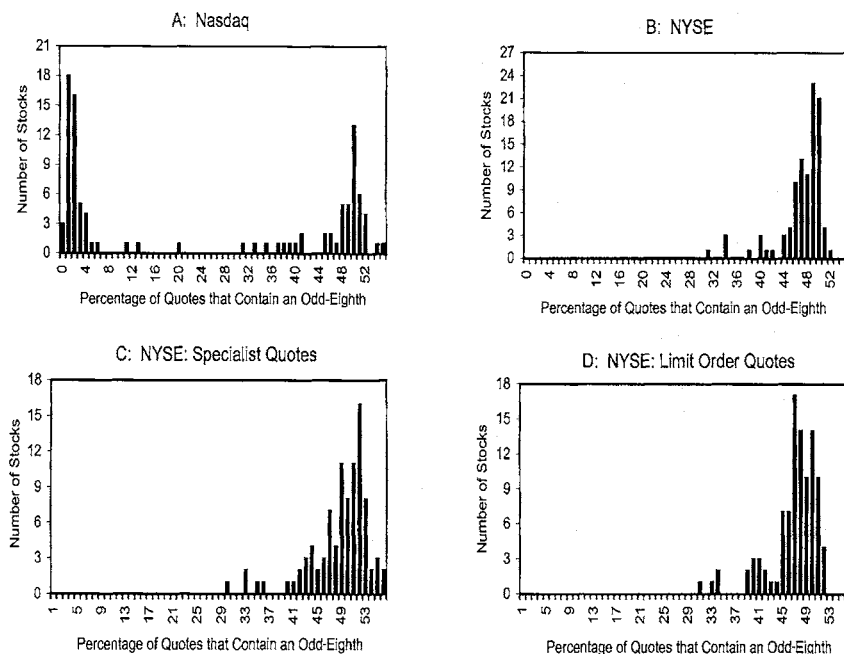 A: Nasdaq
Number of Stocks
21
18
15
12
9
6
3
0
0 4 8 12 16 20 24 28 32 36 40 44 48 52
Percentage of Quotes that Contain an Odd-Eighth
B: NYSE
Number of Stocks
27
24
21
18
15
12
9
6
3
0
0 4 8 12 16 20 24 28 32 36 40 44 48 52
Percentage of Quotes that Contain an Odd-Eighth
C: NYSE: Specialist Quotes
Number of Stocks
18
15
12
9
6
3
0
1 5 9 13 17 21 25 29 33 37 41 45 49 53
Percentage of Quotes that Contain an Odd-Eighth
D: NYSE: Limit Order Quotes
Number of Stocks
18
15
12
9
6
3
0
1 5 9 13 17 21 25 29 33 37 41 45 49 53
Percentage of Quotes that Contain an Odd-Eighth